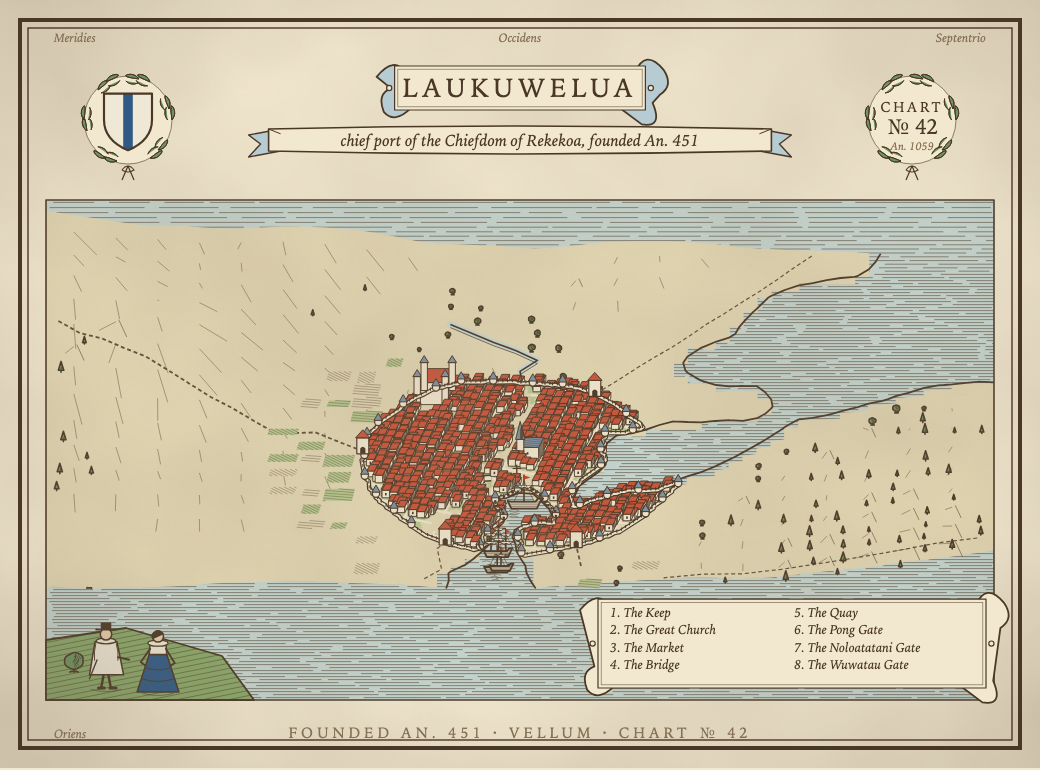 Meridies
Occidens
Septentrio
LAUKUWELUA
chief port of the Chiefdom of Rekekoa, founded An. 451
CHART
№ 42
An. 1059
1. The Keep
2. The Great Church
3. The Market
4. The Bridge
5. The Quay
6. The Pong Gate
7. The Noloatatani Gate
8. The Wuwatau Gate
Oriens
FOUNDED AN. 451 · VELLUM · CHART № 42